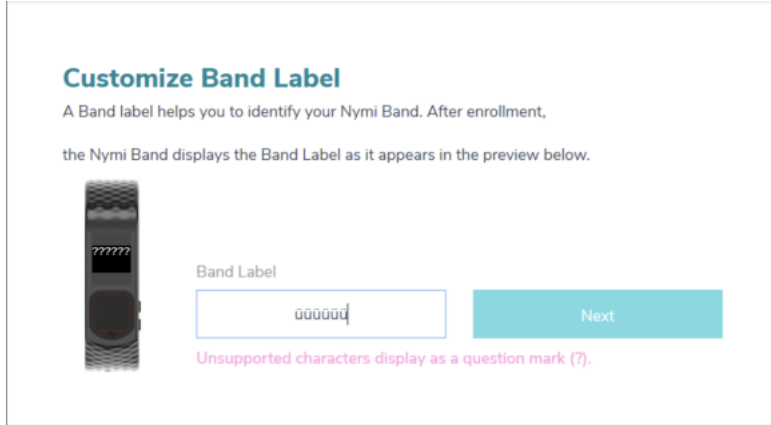 Customize Band Label
A Band label helps you to identify your Nymi Band. After enrollment,
the Nymi Band displays the Band Label as it appears in the preview below.
??????
Band Label
üüüüüü
Next
Unsupported characters display as a question mark (?).